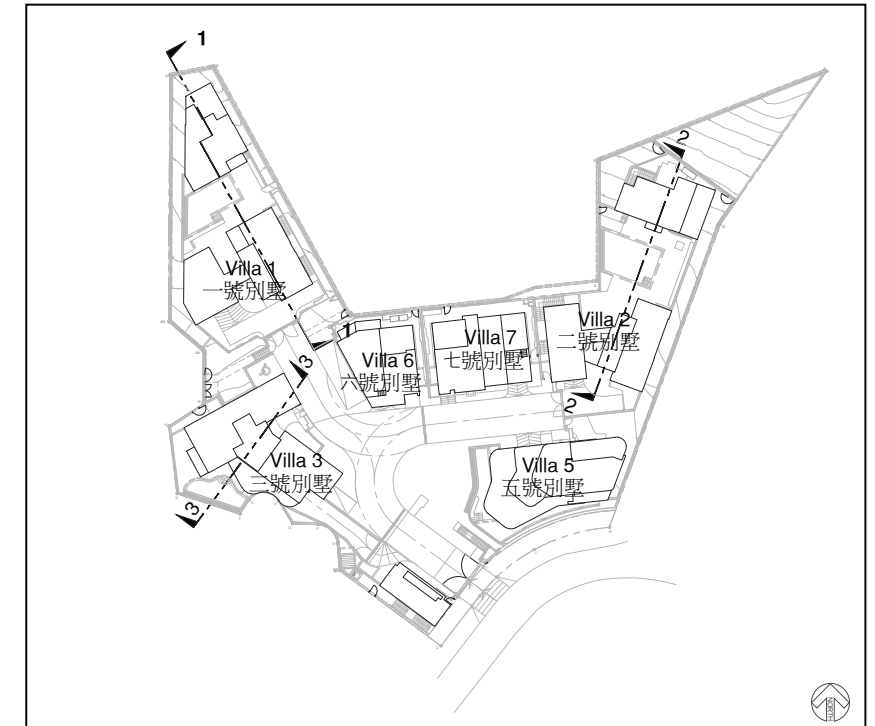 1
2
Villa 1
一號別墅
1
3
Villa 6
六號別墅
Villa 7
七號別墅
Villa 2
二號別墅
2
Villa 3
三號別墅
Villa 5
五號別墅
3
NORTH